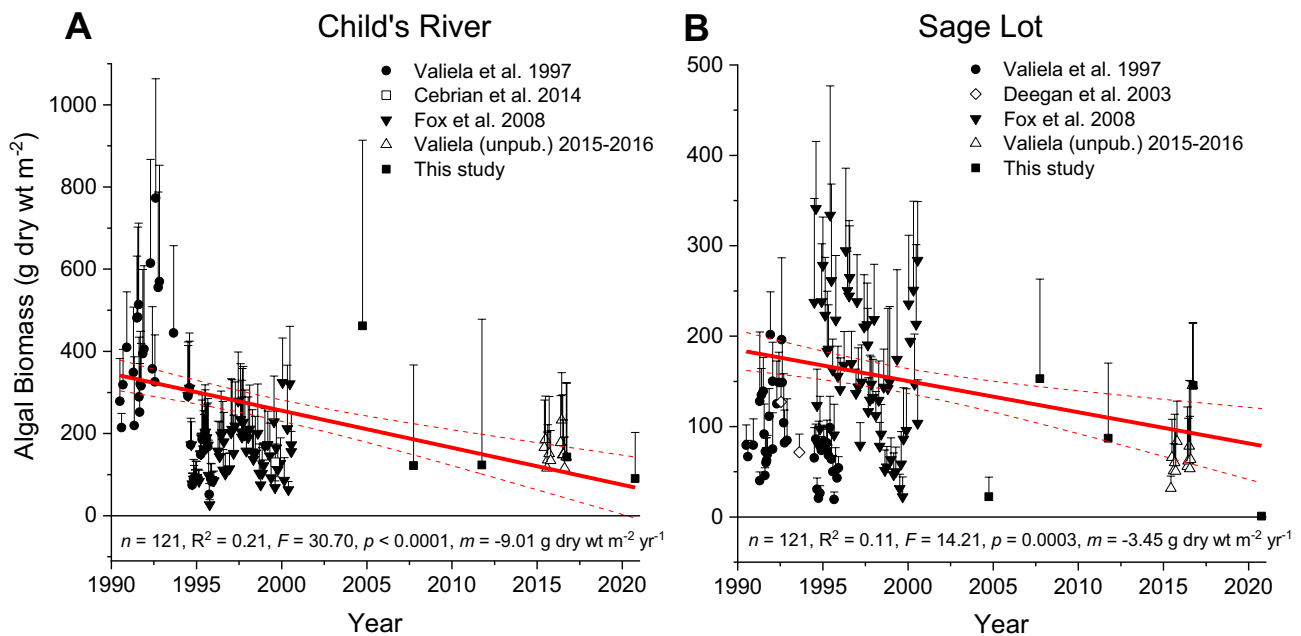 A
Child's River
Valiela et al. 1997
Cebrian et al. 2014
Fox et al. 2008
Valiela (unpub.) 2015-2016
This study
Algal Biomass (g dry wt m⁻²)
1000
800
600
400
200
0
n = 121, R² = 0.21, F = 30.70, p < 0.0001, m = -9.01 g dry wt m⁻² yr⁻¹
1990 1995 2000 2005 2010 2015 2020
Year
B
Sage Lot
Valiela et al. 1997
Deegan et al. 2003
Fox et al. 2008
Valiela (unpub.) 2015-2016
This study
500
400
300
200
100
0
n = 121, R² = 0.11, F = 14.21, p = 0.0003, m = -3.45 g dry wt m⁻² yr⁻¹
1990 1995 2000 2005 2010 2015 2020
Year